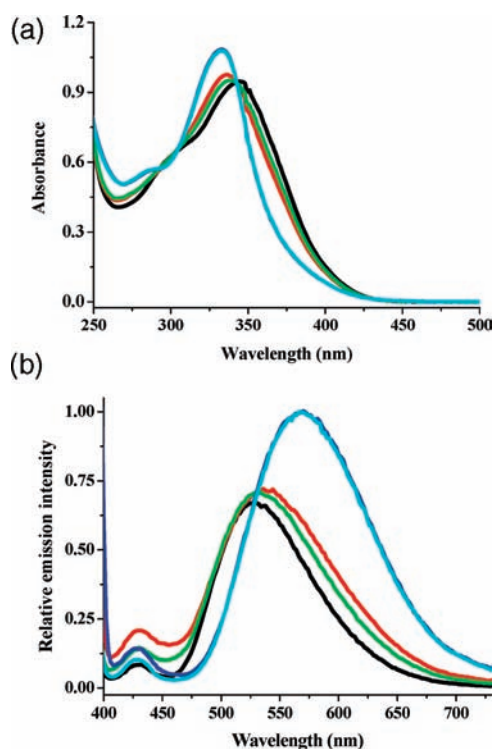 (a)
1.2
0.9
0.6
0.3
0.0
Absorbance
250 300 350 400 450 500
Wavelength (nm)
(b)
1.00
0.75
0.50
0.25
0.00
Relative emission intensity
400 450 500 550 600 650 700
Wavelength (nm)